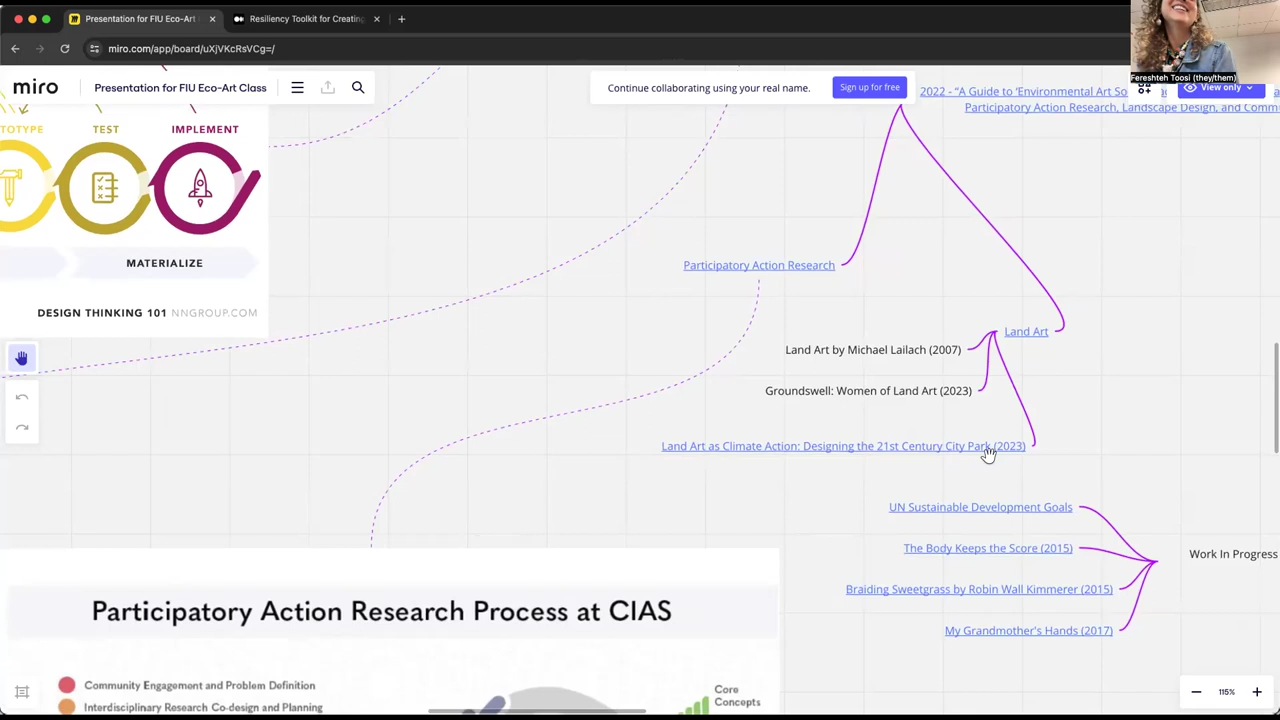 Presentation for FIU Eco-Art
Resiliency Toolkit for Creating
miro.com/app/board/uXjVKcRsVCg=/
Fereshteh Toosi (they/them)
miro
Presentation for FIU Eco-Art Class
Continue collaborating using your real name.
Sign up for free
View only
2022 - "A Guide to 'Environmental Art
Participatory Action Research, Landscape Design, and
TOTYPE
TEST
IMPLEMENT
MATERIALIZE
DESIGN THINKING 101 NNGROUP.COM
Participatory Action Research
Land Art
Land Art by Michael Lailach (2007)
Groundswell: Women of Land Art (2023)
Land Art as Climate Action: Designing the 21st Century City Park (2023)
UN Sustainable Development Goals
The Body Keeps the Score (2015)
Work In Progress
Braiding Sweetgrass by Robin Wall Kimmerer (2015)
My Grandmother's Hands (2017)
Participatory Action Research Process at CIAS
Community Engagement and Problem Definition
Interdisciplinary Research Co-design and Planning
Core
Concepts
115%